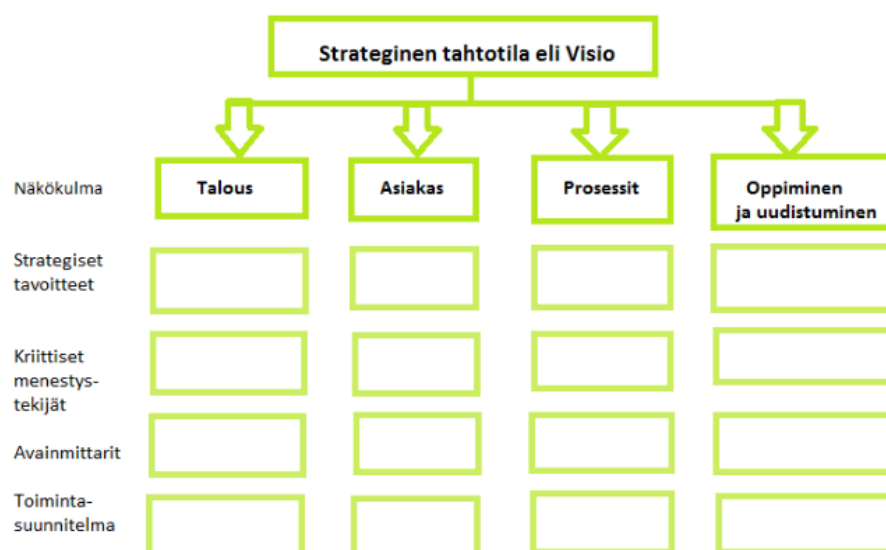 Strateginen tahtotila eli Visio
Näkökulma
Talous
Asiakas
Prosessit
Oppiminen
ja uudistuminen
Strategiset
tavoitteet
Kriittiset
menestys-
tekijät
Avainmittarit
Toiminta-
suunnitelma